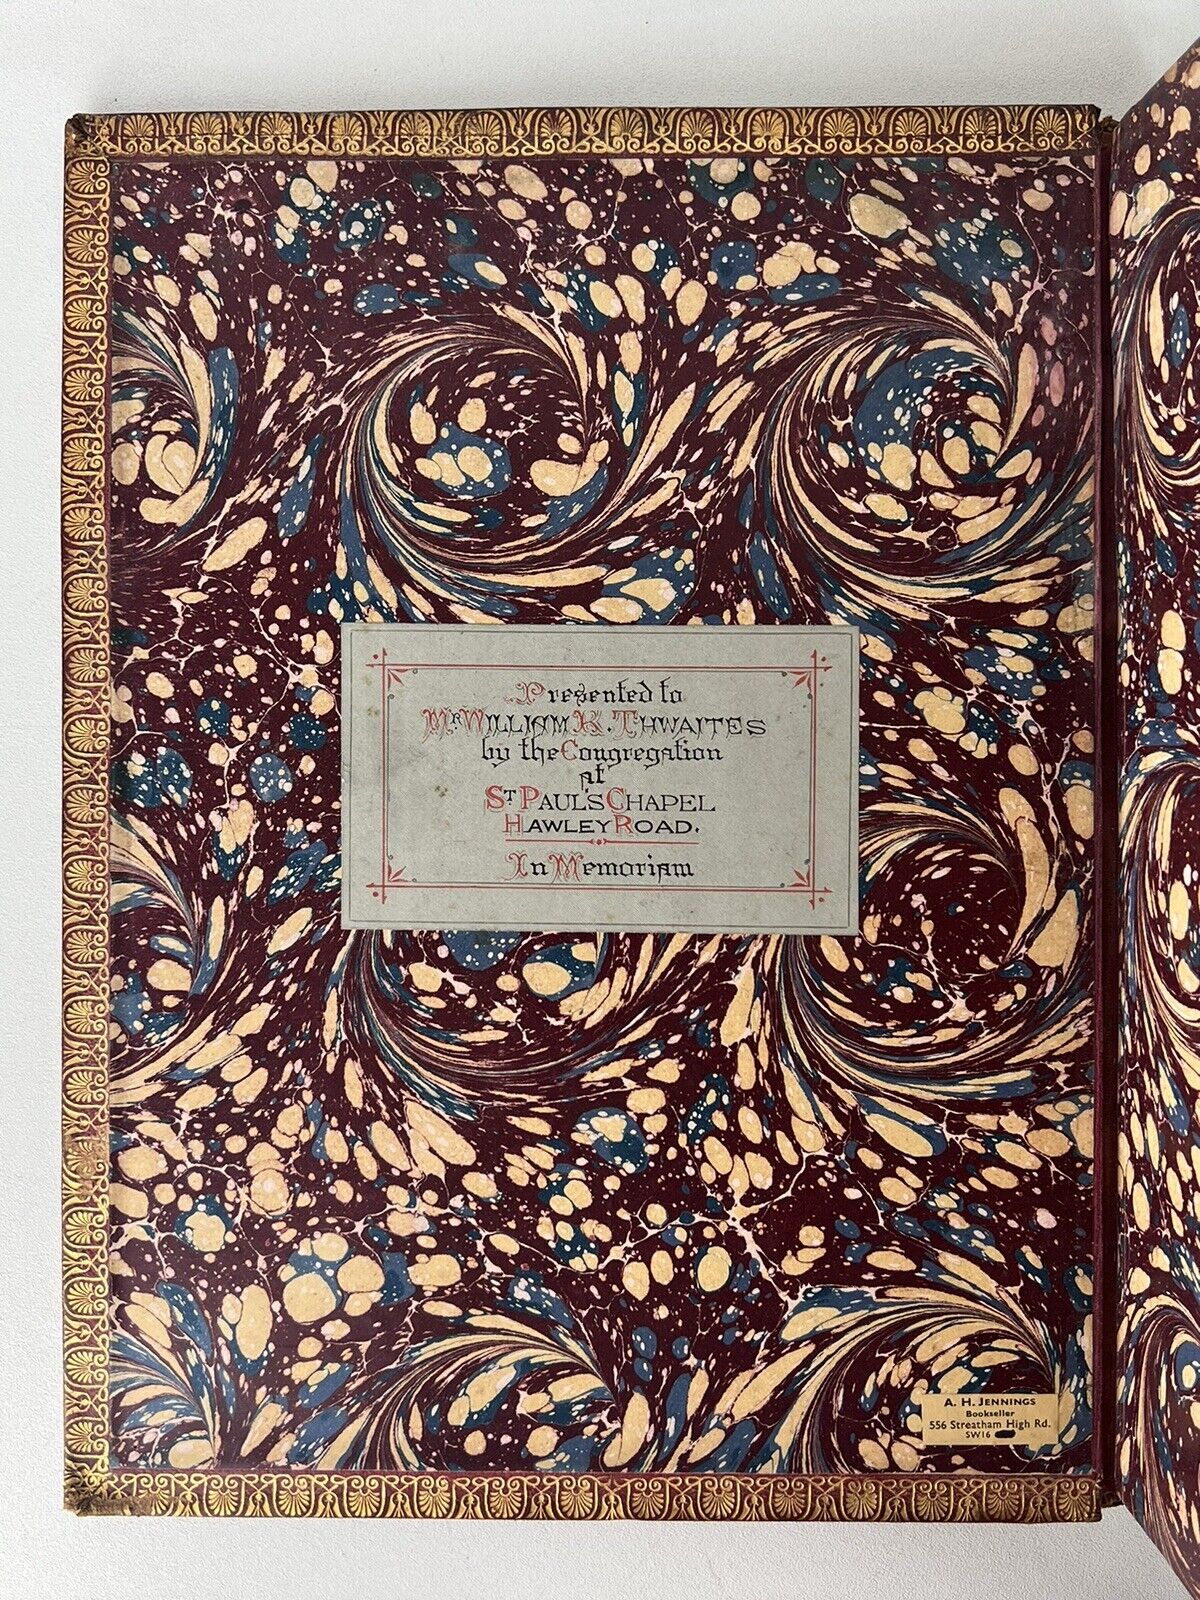 Presented to
Mr. William K. Thwaites
by the Congregation
at
St Paul's Chapel
Hawley Road.
In Memoriam
A. H. Jennings
Bookseller
556 Streatham High Rd.
SW16